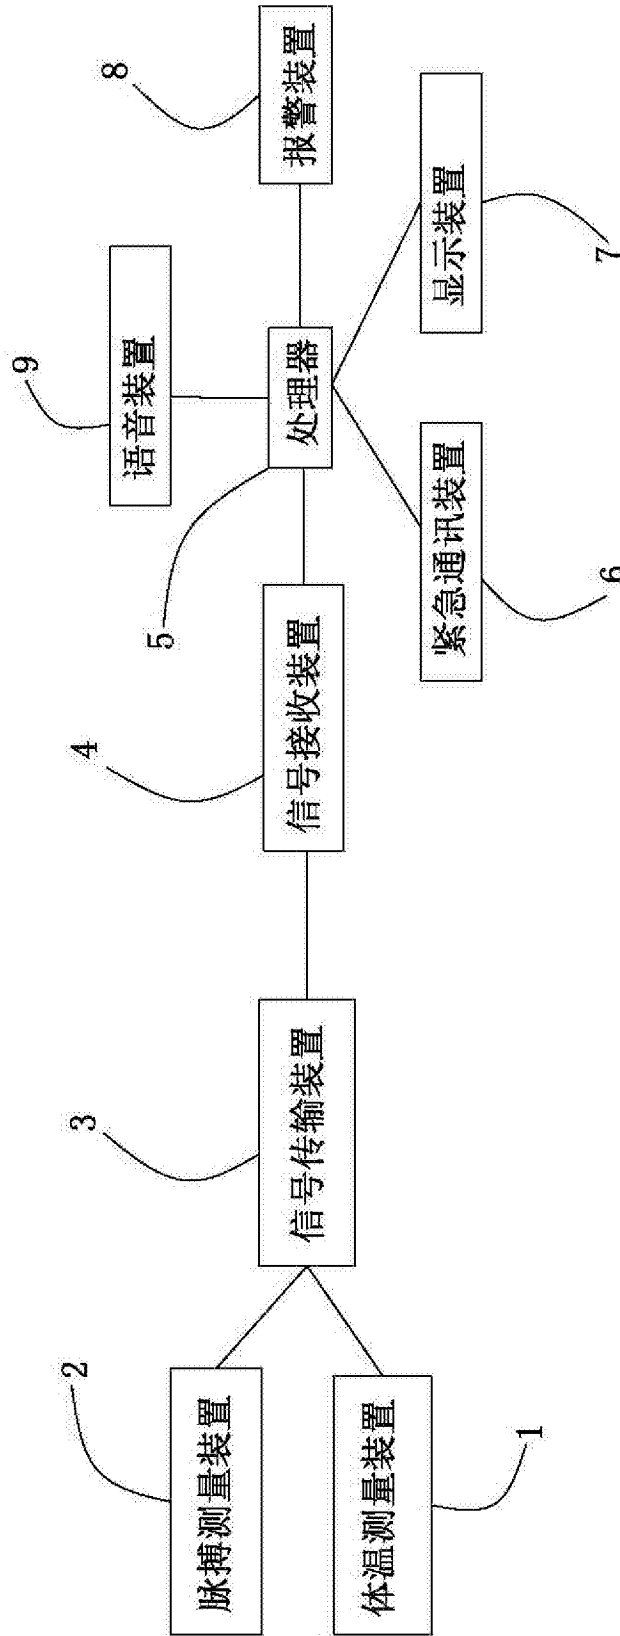 2
脉搏测量装置
1
体温测量装置
3
信号传输装置
4
信号接收装置
5
处理器
9
语音装置
8
报警装置
6
紧急通讯装置
7
显示装置